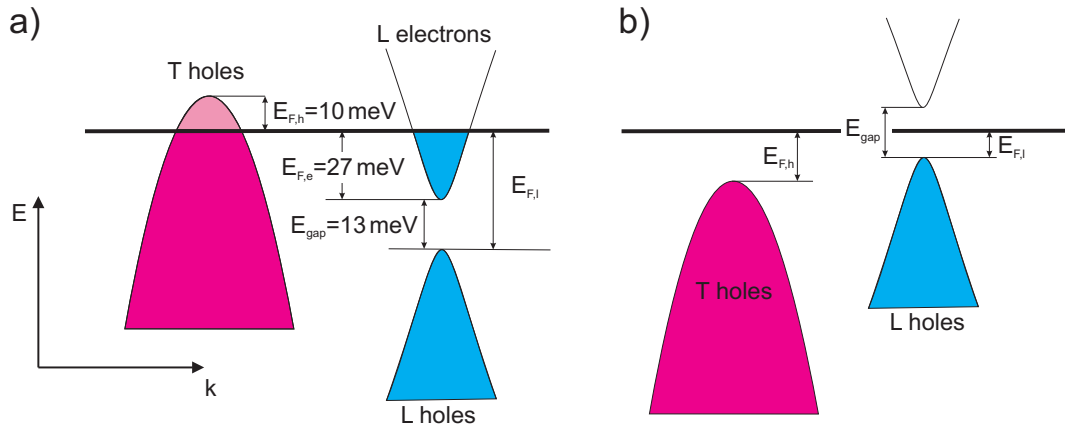 a)
L electrons
T holes
E_F,h=10 meV
E_F,e=27 meV
E_F,l
E_gap=13 meV
E
k
L holes
b)
E_gap
E_F,h
E_F,l
T holes
L holes